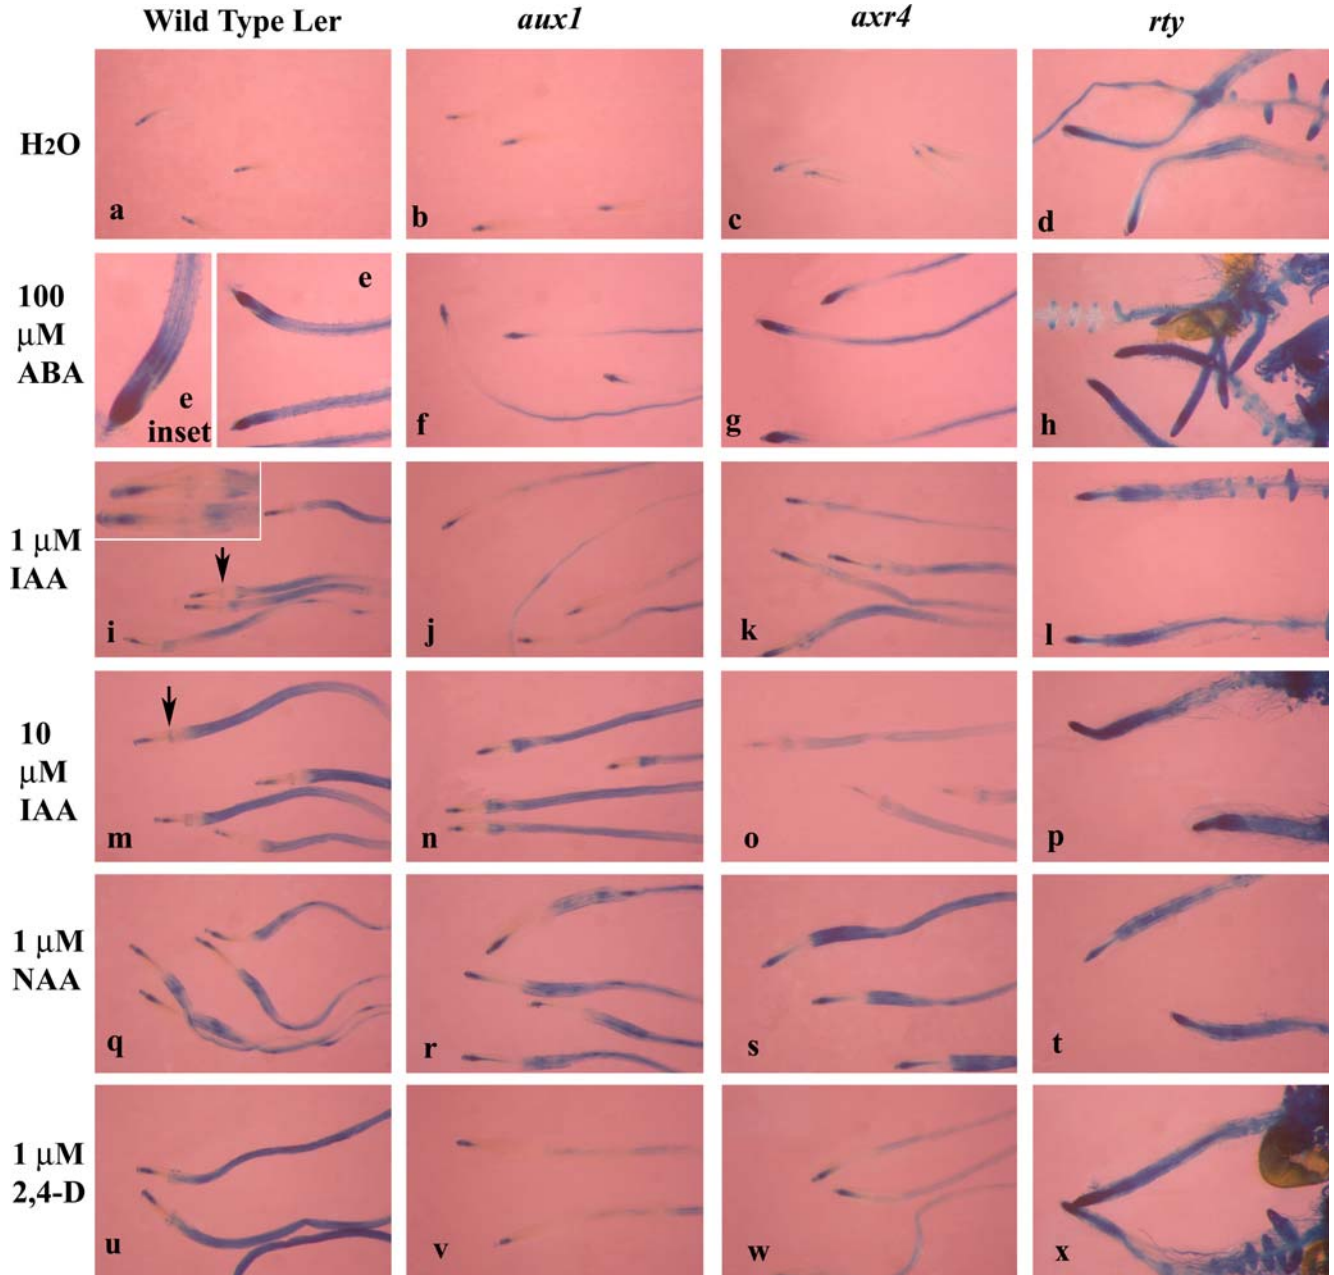 Wild Type Ler aux1 axr4 rty
H2O
a b c d
100
μM
ABA
e
inset
e
f g h
1 μM
IAA
i j k l
10
μM
IAA
m n o p
1 μM
NAA
q r s t
1 μM
2,4-D
u v w x